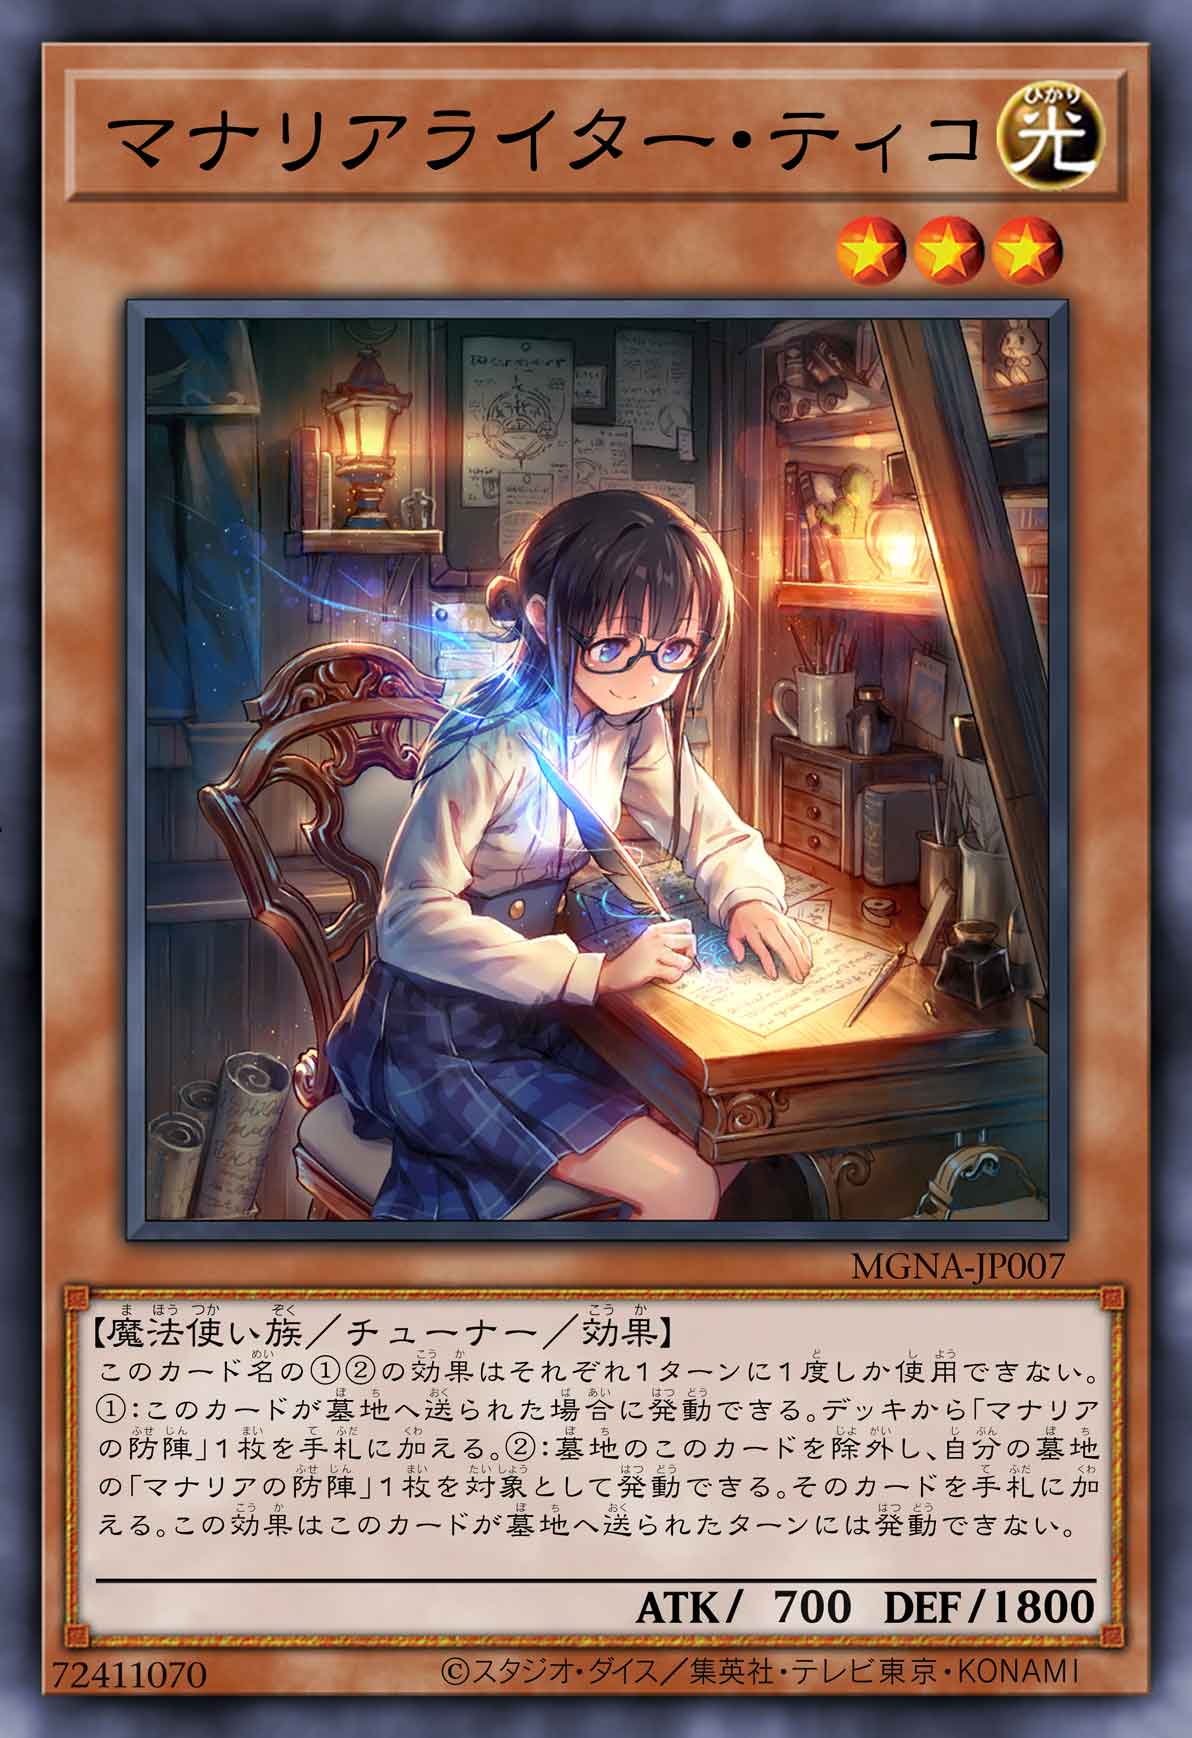 マナリアライター・ティコ
ひかり
光
MGNA-JP007
【魔法使い族／チューナー／効果】
このカード名の①②の効果はそれぞれ1ターンに1度しか使用できない。
①：このカードが墓地へ送られた場合に発動できる。デッキから「マナリア
の防陣」1枚を手札に加える。②：墓地のこのカードを除外し、自分の墓地
の「マナリアの防陣」1枚を対象として発動できる。そのカードを手札に加
える。この効果はこのカードが墓地へ送られたターンには発動できない。
ATK/ 700 DEF/1800
72411070
©スタジオ・ダイス／集英社・テレビ東京・KONAMI